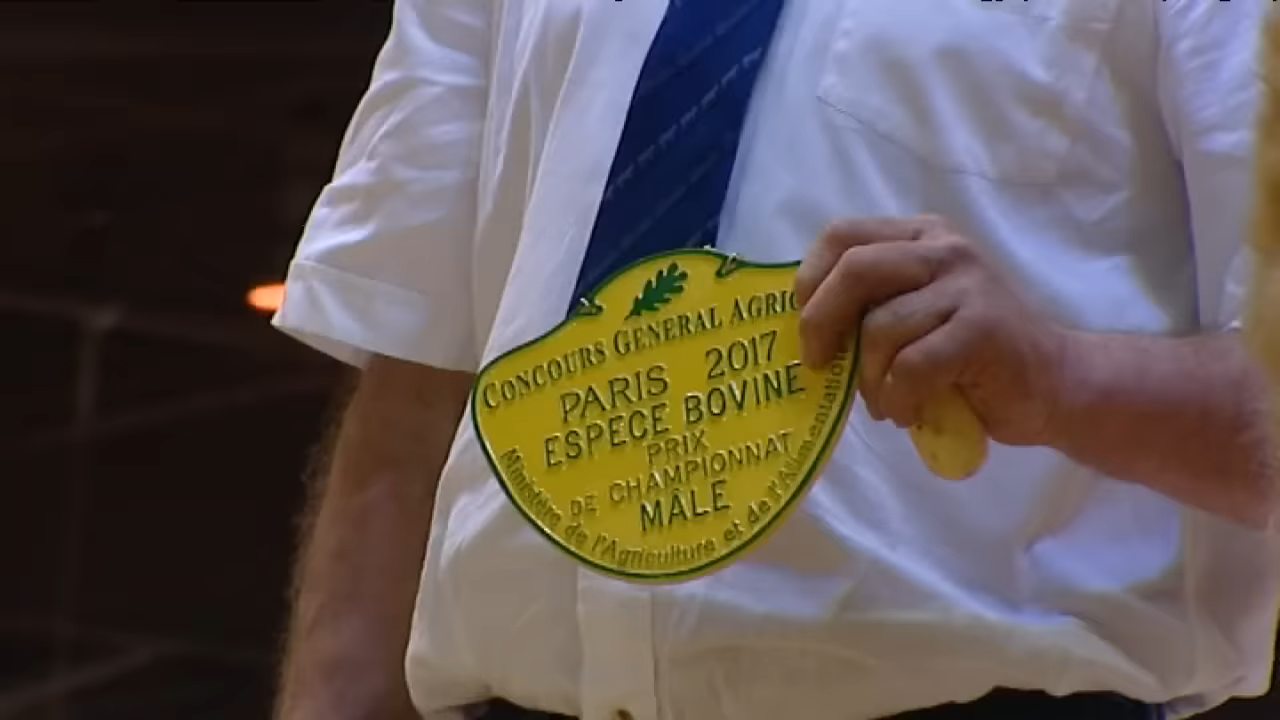 CONCOURS GENERAL AGRIC
PARIS 2017
ESPECE BOVINE
PRIX
DE CHAMPIONNAT
MÂLE
Ministère de l'Agriculture et de l'Alimentation